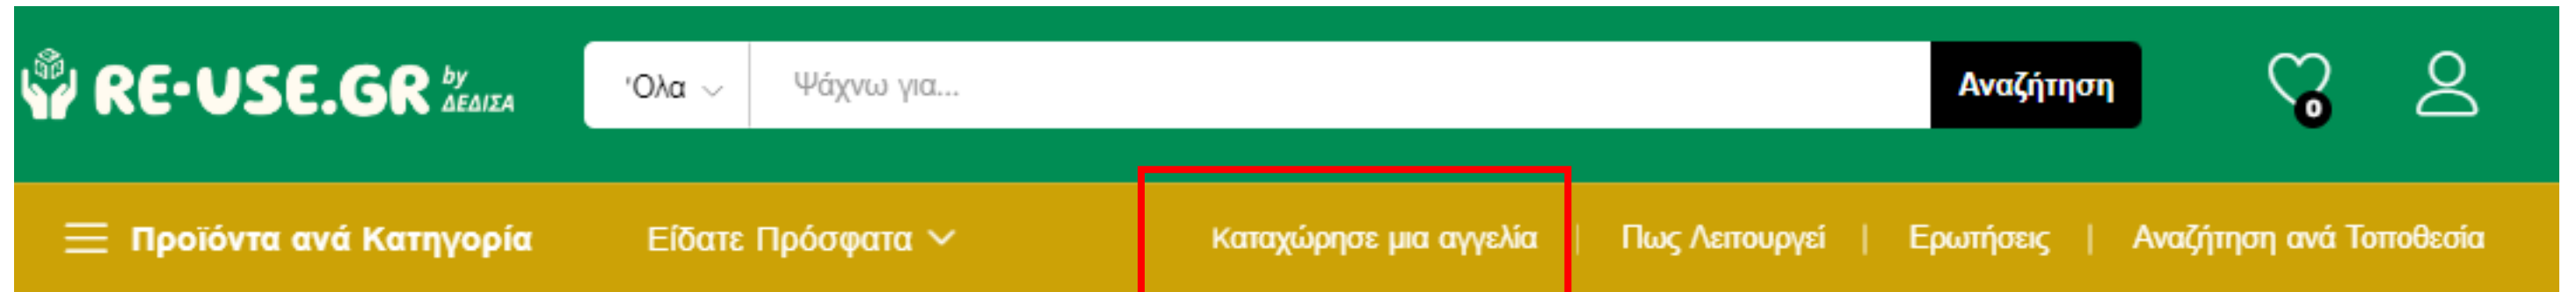 RE-USE.GR by ΔΕΔΙΣΑ
Όλα
Ψάχνω για...
Αναζήτηση
0
Προϊόντα ανά Κατηγορία
Είδατε Πρόσφατα
Καταχώρησε μια αγγελία | Πως Λειτουργεί | Ερωτήσεις | Αναζήτηση ανά Τοποθεσία